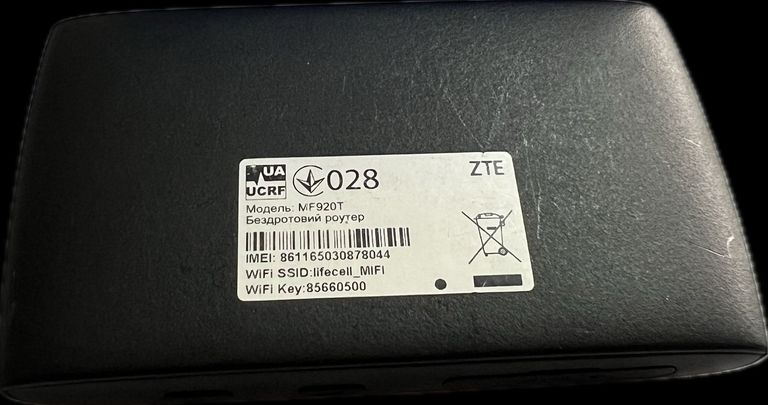 UA
UCRF
028
ZTE
Модель: MF920T
Бездротовий роутер
IMEI: 861165030878044
WiFi SSID:lifecell_MIFI
WiFi Key:85660500